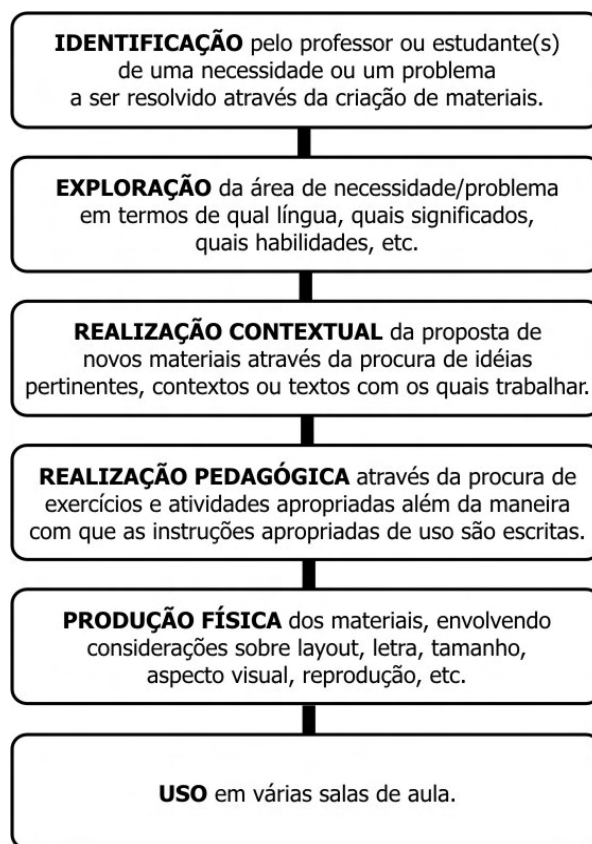 IDENTIFICAÇÃO pelo professor ou estudante(s)
de uma necessidade ou um problema
a ser resolvido através da criação de materiais.
EXPLORAÇÃO da área de necessidade/problema
em termos de qual língua, quais significados,
quais habilidades, etc.
REALIZAÇÃO CONTEXTUAL da proposta de
novos materiais através da procura de idéias
pertinentes, contextos ou textos com os quais trabalhar.
REALIZAÇÃO PEDAGÓGICA através da procura de
exercícios e atividades apropriadas além da maneira
com que as instruções apropriadas de uso são escritas.
PRODUÇÃO FÍSICA dos materiais, envolvendo
considerações sobre layout, letra, tamanho,
aspecto visual, reprodução, etc.
USO em várias salas de aula.